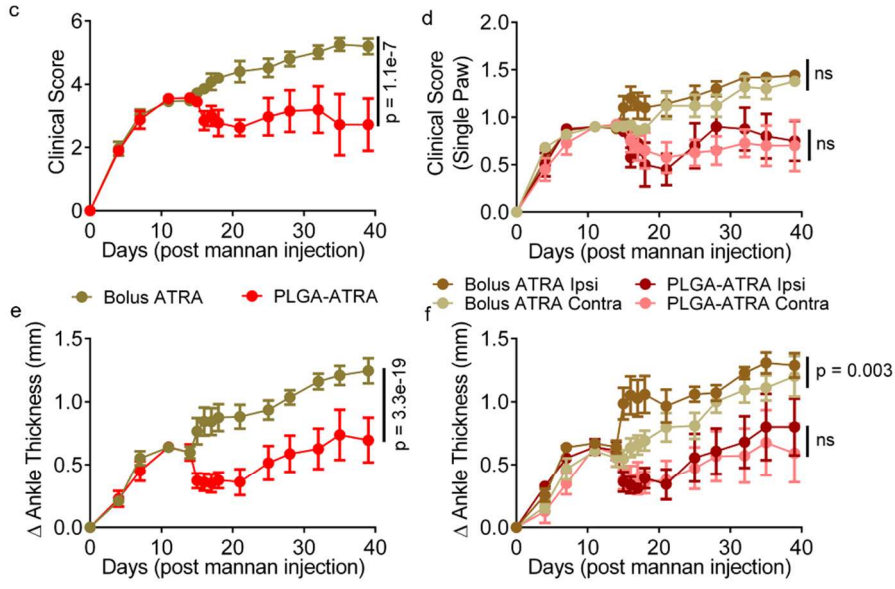 c
6
4
2
0
Clinical Score
0 10 20 30 40
Days (post mannan injection)
p = 1.1e-7
d
2.0
1.5
1.0
0.5
0.0
Clinical Score
(Single Paw)
0 10 20 30 40
Days (post mannan injection)
ns
ns
Bolus ATRA PLGA-ATRA
Bolus ATRA Ipsi PLGA-ATRA Ipsi
Bolus ATRA Contra PLGA-ATRA Contra
e
1.5
1.0
0.5
0.0
Δ Ankle Thickness (mm)
0 10 20 30 40
Days (post mannan injection)
p = 3.3e-19
f
1.5
1.0
0.5
0.0
Δ Ankle Thickness (mm)
0 10 20 30 40
Days (post mannan injection)
p = 0.003
ns